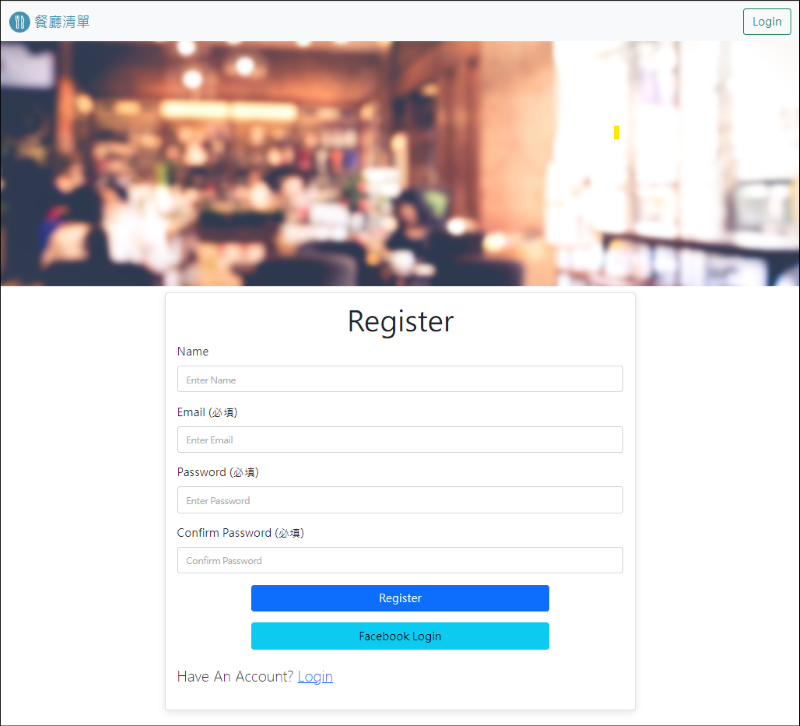 餐廳清單
Login
Register
Name
Enter Name
Email (必填)
Enter Email
Password (必填)
Enter Password
Confirm Password (必填)
Confirm Password
Register
Facebook Login
Have An Account? Login